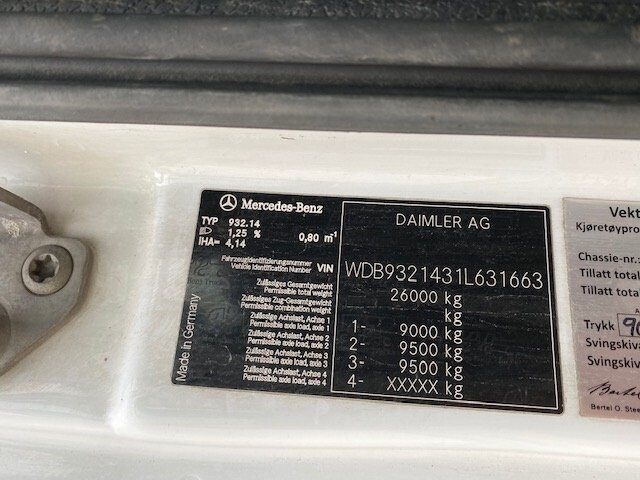 Mercedes-Benz
DAIMLER AG
TYP 932.14
1,25 % 0,80 m⁻¹
IHA= 4,14
Fahrzeugidentifizierungsnummer
Vehicle Identification Number VIN
WDB9321431L631663
Zulässiges Gesamtgewicht
Permissible total weight
26000 kg
Zulässiges Zug-Gesamtgewicht
Permissible combination weight
kg
Zulässige Achslast, Achse 1
Permissible axle load, axle 1
1- 9000 kg
Zulässige Achslast, Achse 2
Permissible axle load, axle 2
2- 9500 kg
Zulässige Achslast, Achse 3
Permissible axle load, axle 3
3- 9500 kg
Zulässige Achslast, Achse 4
Permissible axle load, axle 4
4- XXXXX kg
Made in Germany
Vekt
Kjøretøypro
Chassie-nr.:
Tillatt total
Tillatt total
Trykk 90
Svingskiva
Svingskiv
Bertel O. Stee